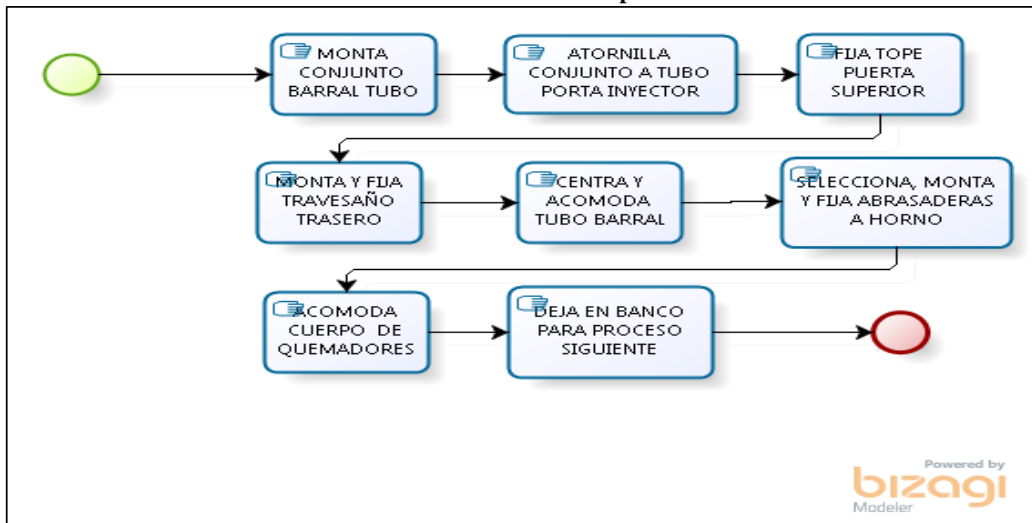 MONTA
CONJUNTO
BARRAL TUBO
ATORNILLA
CONJUNTO A TUBO
PORTA INYECTOR
FIJA TOPE
PUERTA
SUPERIOR
MONTA Y FIJA
TRAVESAÑO
TRASERO
CENTRA Y
ACOMODA
TUBO BARRAL
SELECCIONA, MONTA
Y FIJA ABRASADERAS
A HORNO
ACOMODA
CUERPO DE
QUEMADORES
DEJA EN BANCO
PARA PROCESO
SIGUIENTE
Powered by
bizagi
Modeler